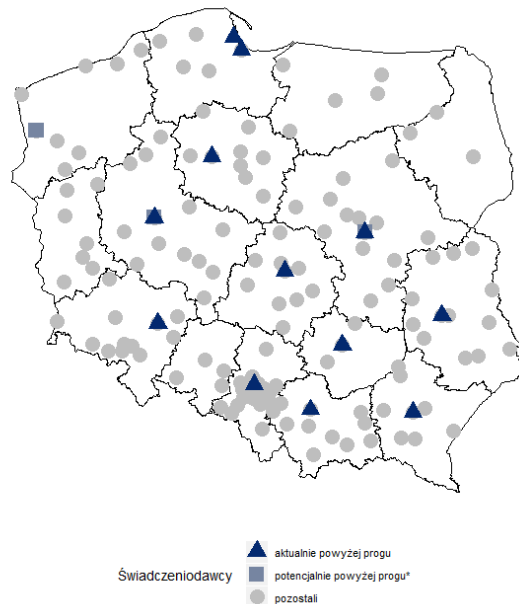 aktualnie powyżej progu
Świadczeniodawcy
potencjalnie powyżej progu*
pozostali